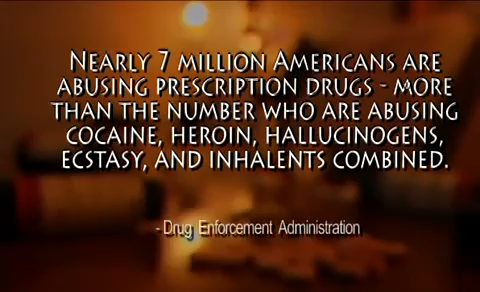 Nearly 7 million Americans are
abusing prescription drugs - more
than the number who are abusing
cocaine, heroin, hallucinogens,
ecstasy, and inhalents combined.
- Drug Enforcement Administration